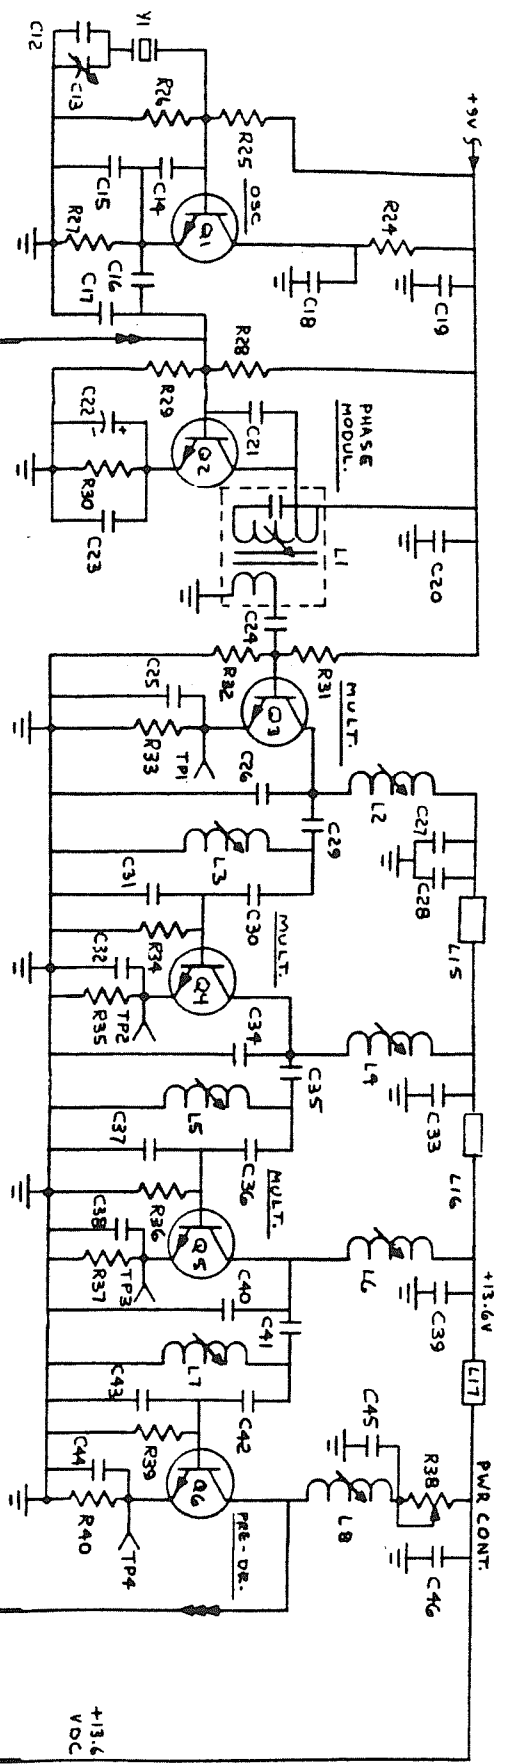 +9V
R24
C19
C18
R25
OSC
Q1
Y1
C12
C13
R26
C14
C15
R27
C16
C17
R28
R29
C21
Q2
C22
- +
R30
C23
PHASE
MODUL.
L1
C20
C24
R31
R32
MULT.
Q3
C25
R33
TP1
C26
L2
C27
C28
C29
L3
C30
C31
L15
MULT.
Q4
R34
C32
R35
TP2
C34
L4
C33
C35
L5
C36
C37
L16
MULT.
Q5
R36
C38
R37
TP3
C40
L6
C39
+13.6V
C41
L7
C42
C43
L17
C45
R38
PWR CONT.
L8
C46
Q6
PRE-DR.
R39
C44
R40
TP4
+13.6
VDC